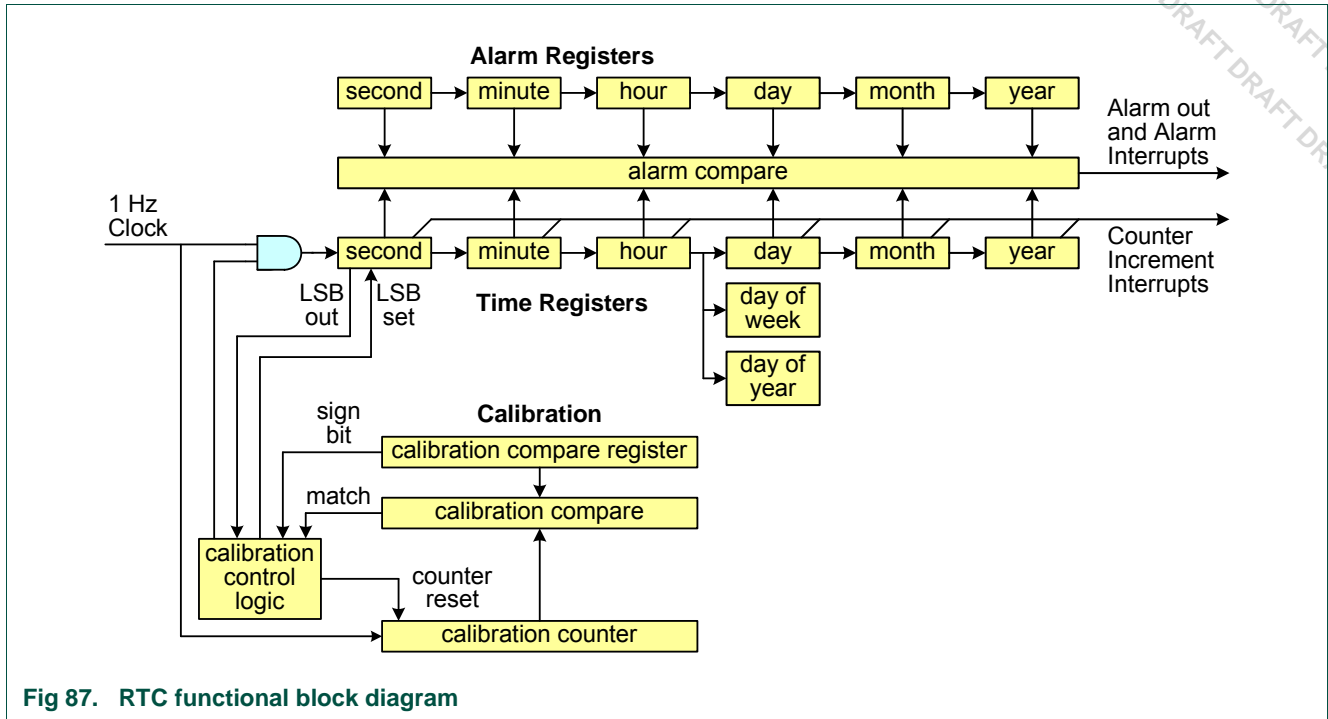 DRAFT
DRAFT DRAFT DRAFT
Alarm Registers
second
minute
hour
day
month
year
alarm compare
Alarm out
and Alarm
Interrupts
1 Hz
Clock
second
minute
hour
day
month
year
Counter
Increment
Interrupts
LSB
out
LSB
set
Time Registers
day of
week
day of
year
Calibration
sign
bit
calibration compare register
match
calibration compare
calibration
control
logic
counter
reset
calibration counter
Fig 87. RTC functional block diagram